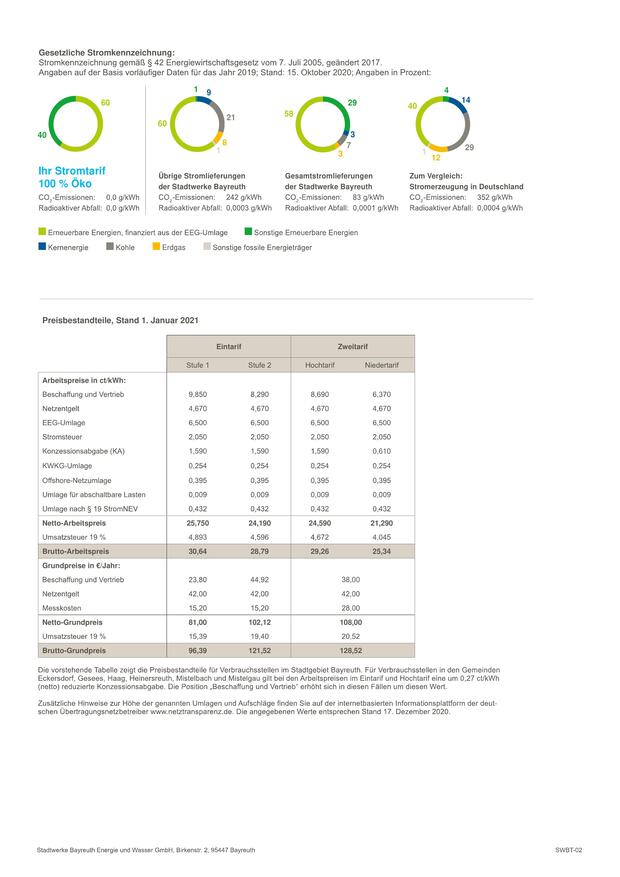 Gesetzliche Stromkennzeichnung:
Stromkennzeichnung gemäß § 42 Energiewirtschaftsgesetz vom 7. Juli 2005, geändert 2017.
Angaben auf der Basis vorläufiger Daten für das Jahr 2019; Stand: 15. Oktober 2020; Angaben in Prozent:
60
40
Ihr Stromtarif
100 % Öko
CO2-Emissionen: 0,0 g/kWh
Radioaktiver Abfall: 0,0 g/kWh
1 9
21
60
8
1
Übrige Stromlieferungen
der Stadtwerke Bayreuth
CO2-Emissionen: 242 g/kWh
Radioaktiver Abfall: 0,0003 g/kWh
29
58
3
7
3
Gesamtstromlieferungen
der Stadtwerke Bayreuth
CO2-Emissionen: 83 g/kWh
Radioaktiver Abfall: 0,0001 g/kWh
4
14
40
29
1 12
Zum Vergleich:
Stromerzeugung in Deutschland
CO2-Emissionen: 352 g/kWh
Radioaktiver Abfall: 0,0004 g/kWh
Erneuerbare Energien, finanziert aus der EEG-Umlage Sonstige Erneuerbare Energien
Kernenergie Kohle Erdgas Sonstige fossile Energieträger
Preisbestandteile, Stand 1. Januar 2021
Eintarif Zweitarif
Stufe 1 Stufe 2 Hochtarif Niedertarif
Arbeitspreise in ct/kWh:
Beschaffung und Vertrieb 9,850 8,290 8,690 6,370
Netzentgelt 4,670 4,670 4,670 4,670
EEG-Umlage 6,500 6,500 6,500 6,500
Stromsteuer 2,050 2,050 2,050 2,050
Konzessionsabgabe (KA) 1,590 1,590 1,590 0,610
KWKG-Umlage 0,254 0,254 0,254 0,254
Offshore-Netzumlage 0,395 0,395 0,395 0,395
Umlage für abschaltbare Lasten 0,009 0,009 0,009 0,009
Umlage nach § 19 StromNEV 0,432 0,432 0,432 0,432
Netto-Arbeitspreis 25,750 24,190 24,590 21,290
Umsatzsteuer 19 % 4,893 4,596 4,672 4,045
Brutto-Arbeitspreis 30,64 28,79 29,26 25,34
Grundpreise in €/Jahr:
Beschaffung und Vertrieb 23,80 44,92 38,00
Netzentgelt 42,00 42,00 42,00
Messkosten 15,20 15,20 28,00
Netto-Grundpreis 81,00 102,12 108,00
Umsatzsteuer 19 % 15,39 19,40 20,52
Brutto-Grundpreis 96,39 121,52 128,52
Die vorstehende Tabelle zeigt die Preisbestandteile für Verbrauchsstellen im Stadtgebiet Bayreuth. Für Verbrauchsstellen in den Gemeinden
Eckersdorf, Gesees, Haag, Heinersreuth, Mistelbach und Mistelgau gilt bei den Arbeitspreisen im Eintarif und Hochtarif eine um 0,27 ct/kWh
(netto) reduzierte Konzessionsabgabe. Die Position „Beschaffung und Vertrieb“ erhöht sich in diesen Fällen um diesen Wert.
Zusätzliche Hinweise zur Höhe der genannten Umlagen und Aufschläge finden Sie auf der internetbasierten Informationsplattform der deut-
schen Übertragungsnetzbetreiber www.netztransparenz.de. Die angegebenen Werte entsprechen Stand 17. Dezember 2020.
Stadtwerke Bayreuth Energie und Wasser GmbH, Birkenstr. 2, 95447 Bayreuth SWBT-02